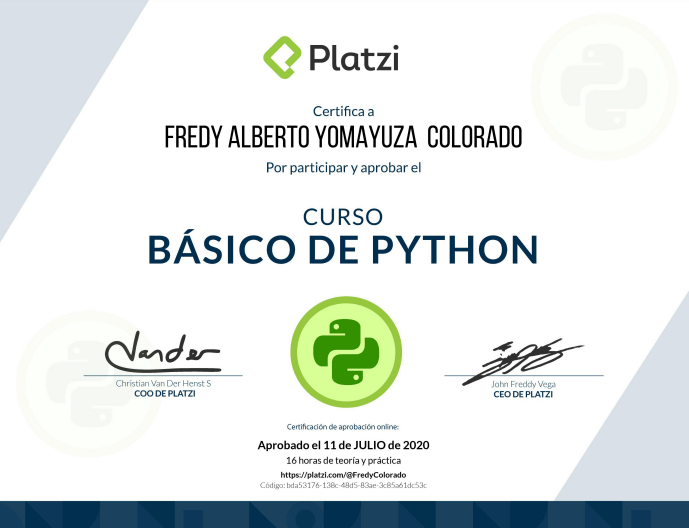 Platzi
Certifica a
FREDY ALBERTO YOMAYUZA COLORADO
Por participar y aprobar el
CURSO
BÁSICO DE PYTHON
Vander
Christian Van Der Henst S
COO DE PLATZI
John Freddy Vega
CEO DE PLATZI
Certificación de aprobación online:
Aprobado el 11 de JULIO de 2020
16 horas de teoría y práctica
https://platzi.com/@FredyColorado
Código: bda53176-138c-48d5-83ae-3c85a61dc53c